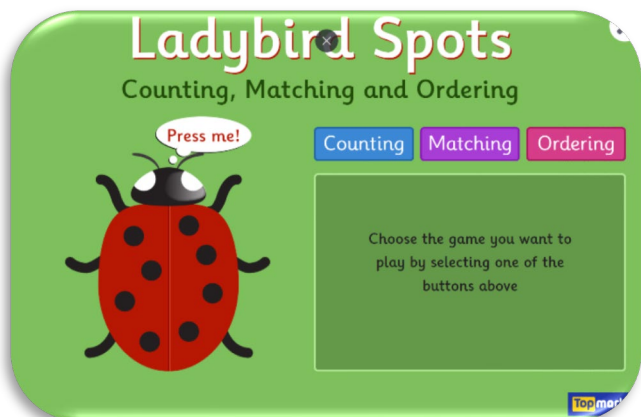 Ladybird Spots
Counting, Matching and Ordering
Press me!
Counting Matching Ordering
Choose the game you want to
play by selecting one of the
buttons above
Top